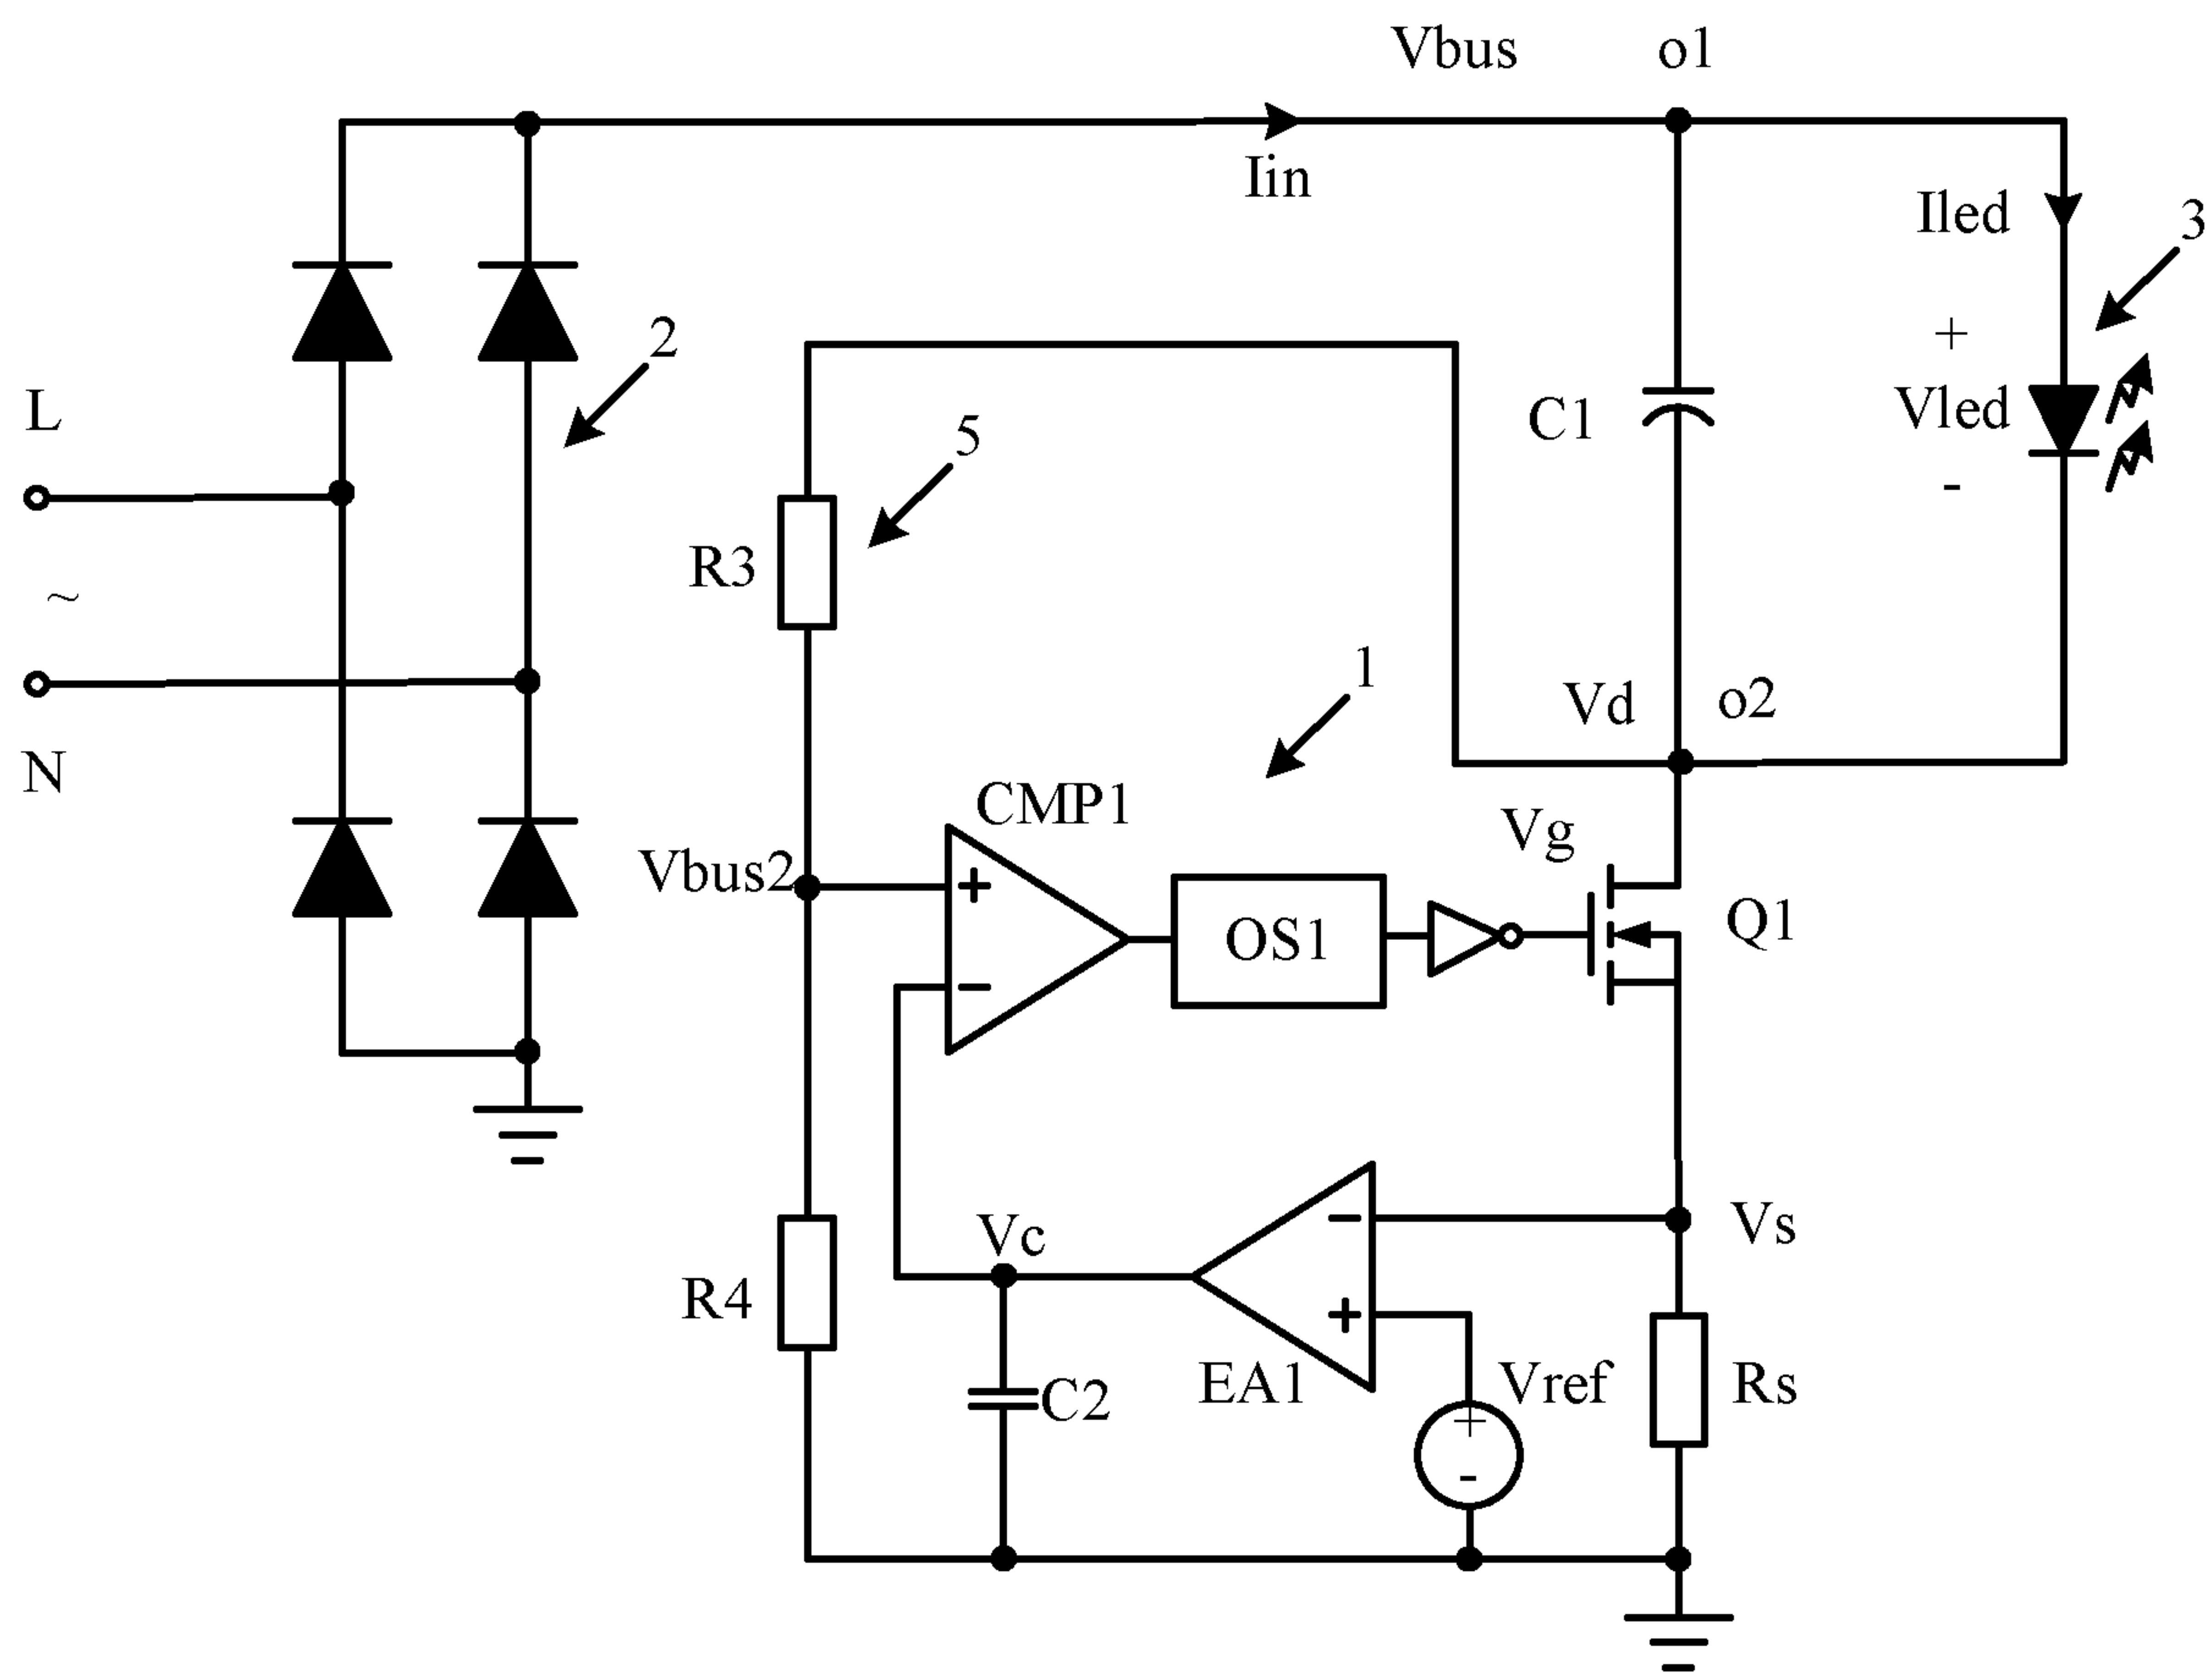 Vbus o1
Iin
Iled
3
2
+
L
Vled
C1
5
-
R3
~
1
Vd o2
N
CMP1
Vg
Vbus2
+
Q1
OS1
-
Vs
Vc
-
R4
+
EA1
Vref
Rs
C2
+
-